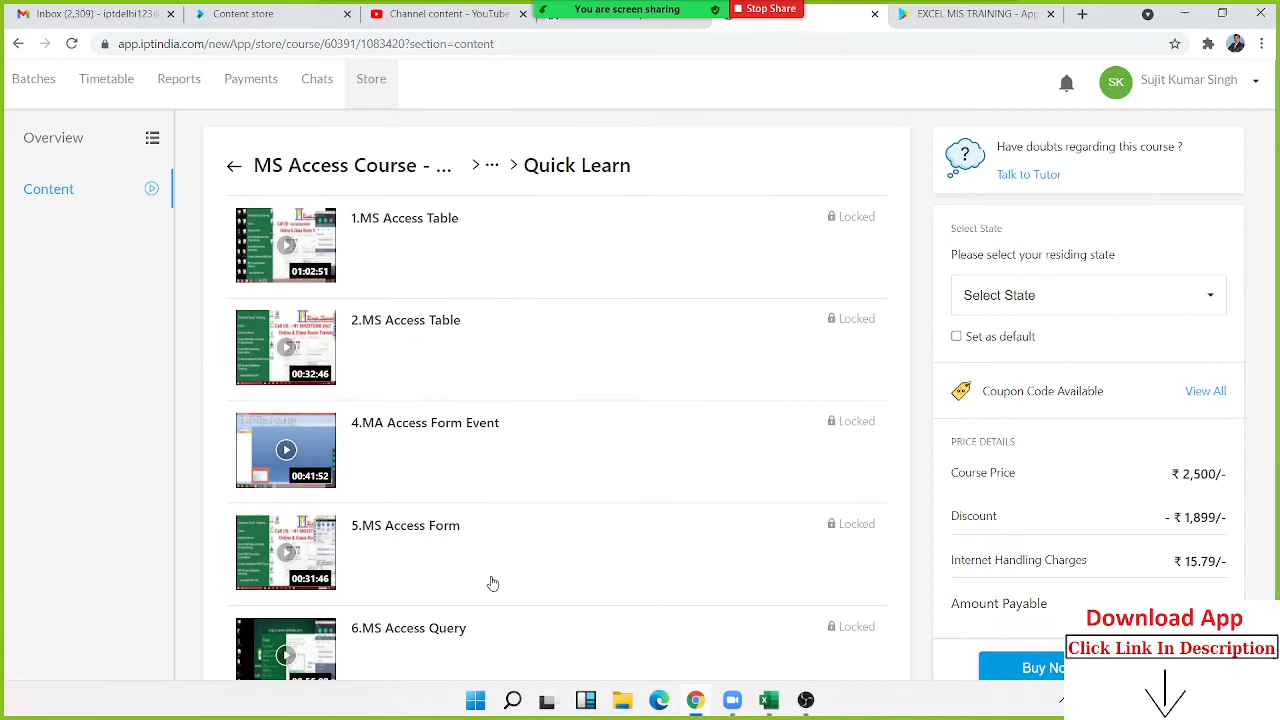 Inbox (2,309) - iptdelhi123@
Store
Channel content - YouTube
You are screen sharing
Stop Share
EXCEL MIS TRAINING - Ap
app.iptindia.com/newApp/store/course/60391/1083420?section=content
Batches
Timetable
Reports
Payments
Chats
Store
SK
Sujit Kumar Singh
Overview
Content
← MS Access Course - ... > ··· > Quick Learn
1.MS Access Table
Locked
01:02:51
2.MS Access Table
Locked
00:32:46
4.MA Access Form Event
Locked
00:41:52
5.MS Access Form
Locked
00:31:46
6.MS Access Query
Locked
?
Have doubts regarding this course ?
Talk to Tutor
Your State
Please select your residing state
Select State
Set as default
Coupon Code Available
View All
PRICE DETAILS
Course Price
₹ 2,500/-
Discount
- ₹ 1,899/-
Internet Handling Charges
₹ 15.79/-
Amount Payable
Buy No
Download App
Click Link In Description